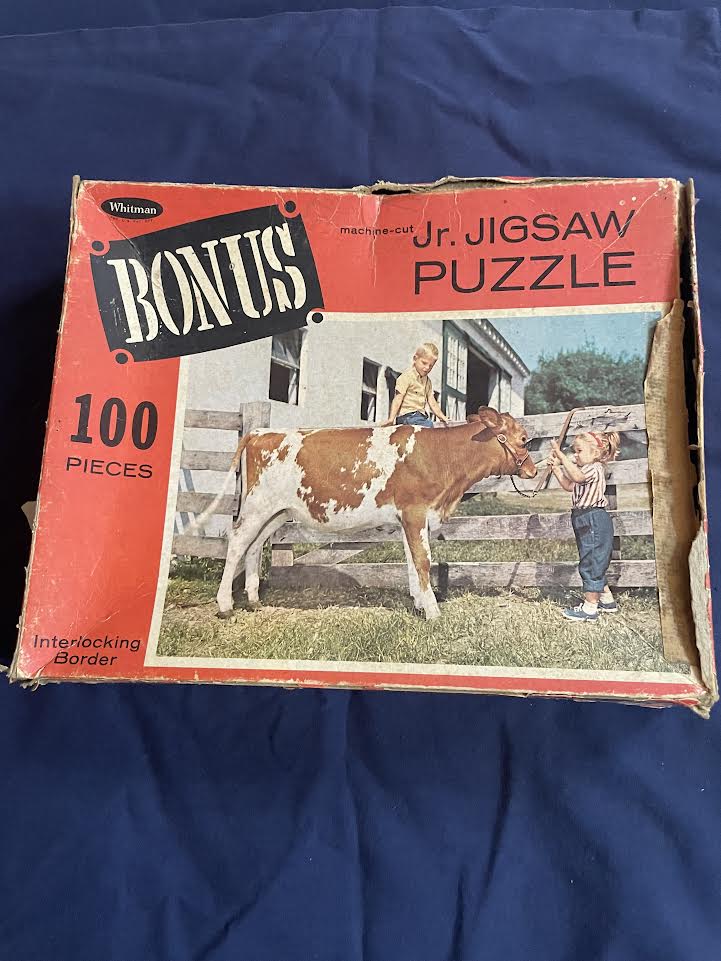 Whitman
BONUS
machine-cut Jr. JIGSAW
PUZZLE
100
PIECES
Interlocking
Border